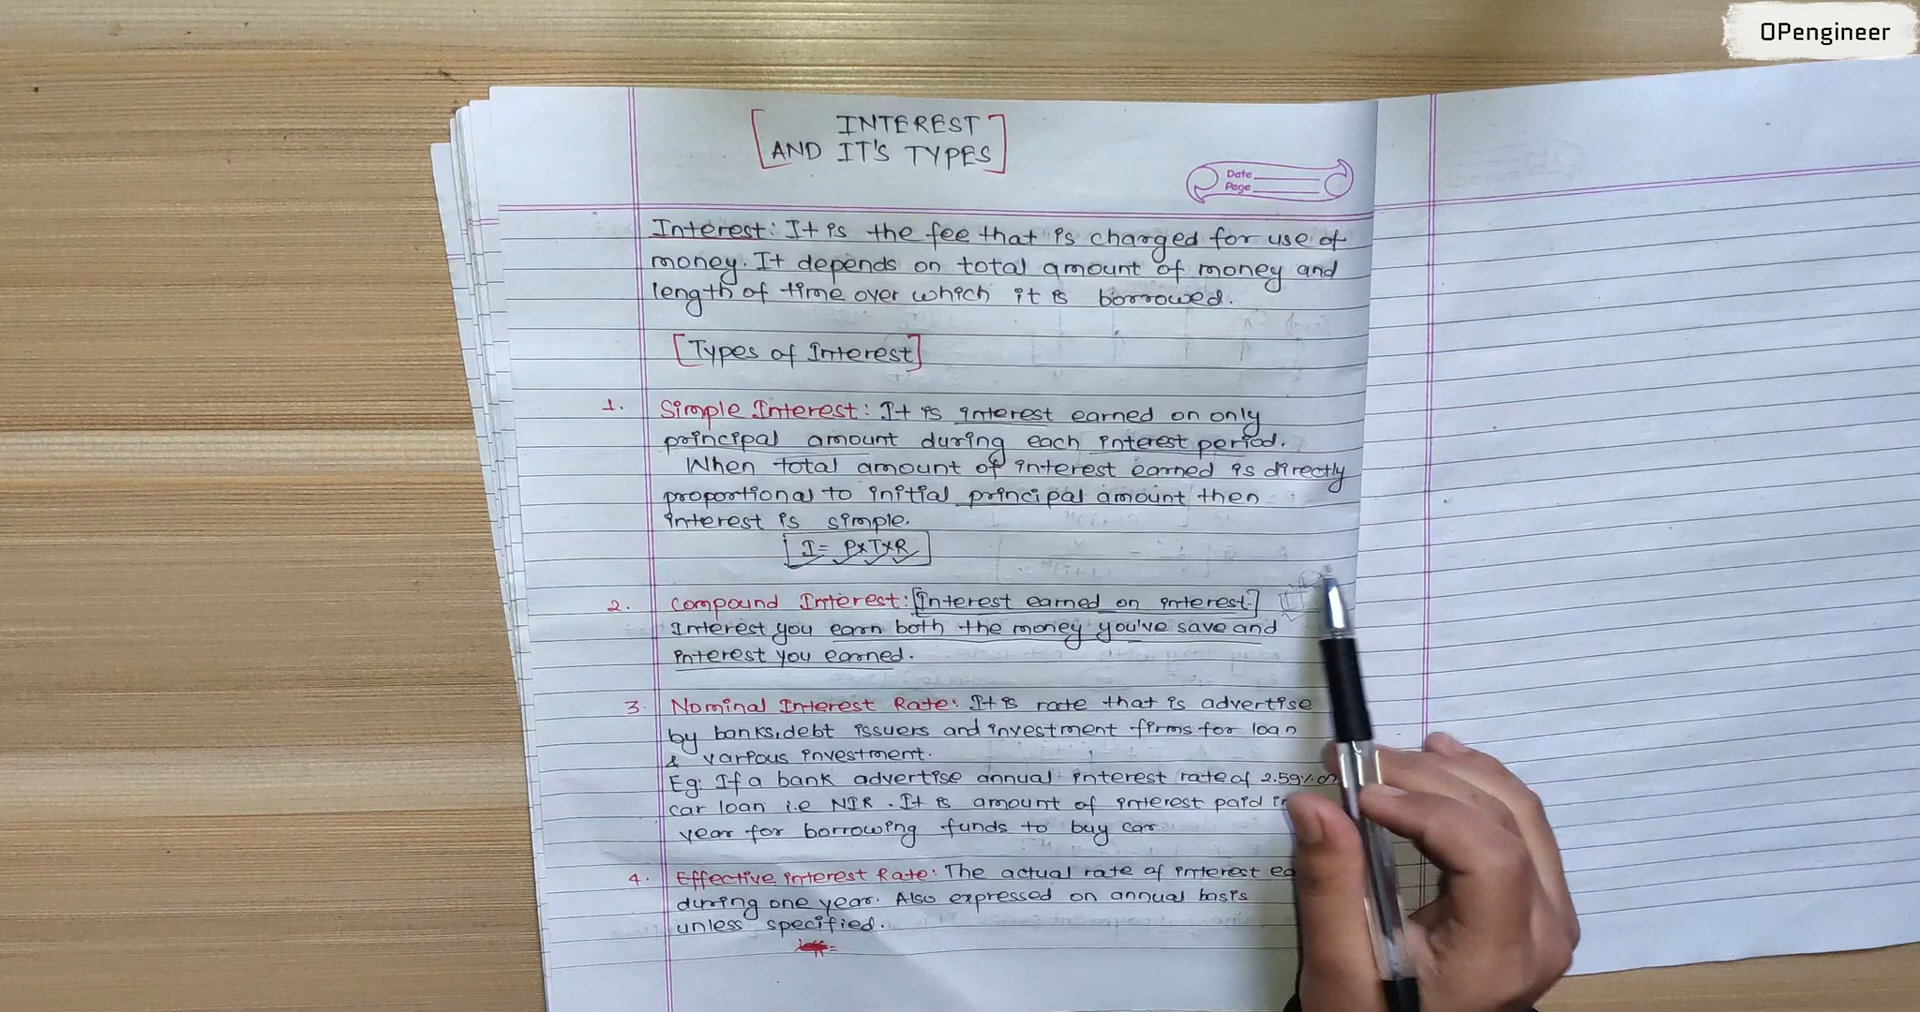 OPengineer
INTEREST
AND IT'S TYPES
Date
Page
Interest: It is the fee that is charged for use of
money. It depends on total amount of money and
length of time over which it is borrowed.
[Types of Interest]
1. Simple Interest: It is interest earned on only
principal amount during each interest period.
When total amount of interest earned is directly
proportional to initial principal amount then
interest is simple.
I = P×T×R
2. Compound Interest: [Interest earned on interest]
Interest you earn both the money you've save and
interest you earned.
3. Nominal Interest Rate: It is rate that is advertise
by banks, debt issuers and investment firms for loan
& various investment.
Eg: If a bank advertise annual interest rate of 2.59% on
car loan i.e NIR. It is amount of interest paid in
year for borrowing funds to buy car.
4. Effective interest Rate: The actual rate of interest ea
during one year. Also expressed on annual basis
unless specified.